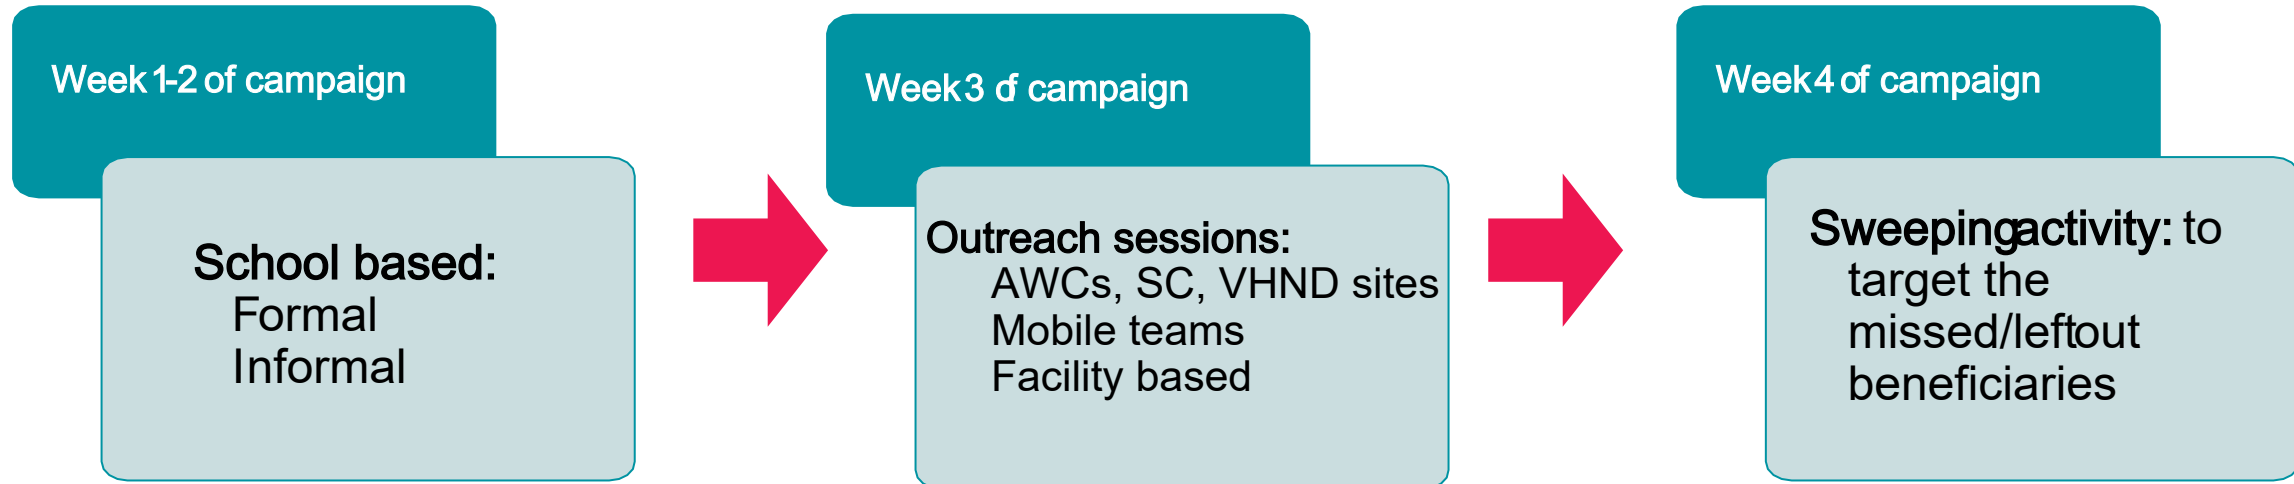 Week 1-2 of campaign
School based:
Formal
Informal
Week 3 of campaign
Outreach sessions:
AWCs, SC, VHND sites
Mobile teams
Facility based
Week 4 of campaign
Sweeping activity: to
target the
missed/leftout
beneficiaries